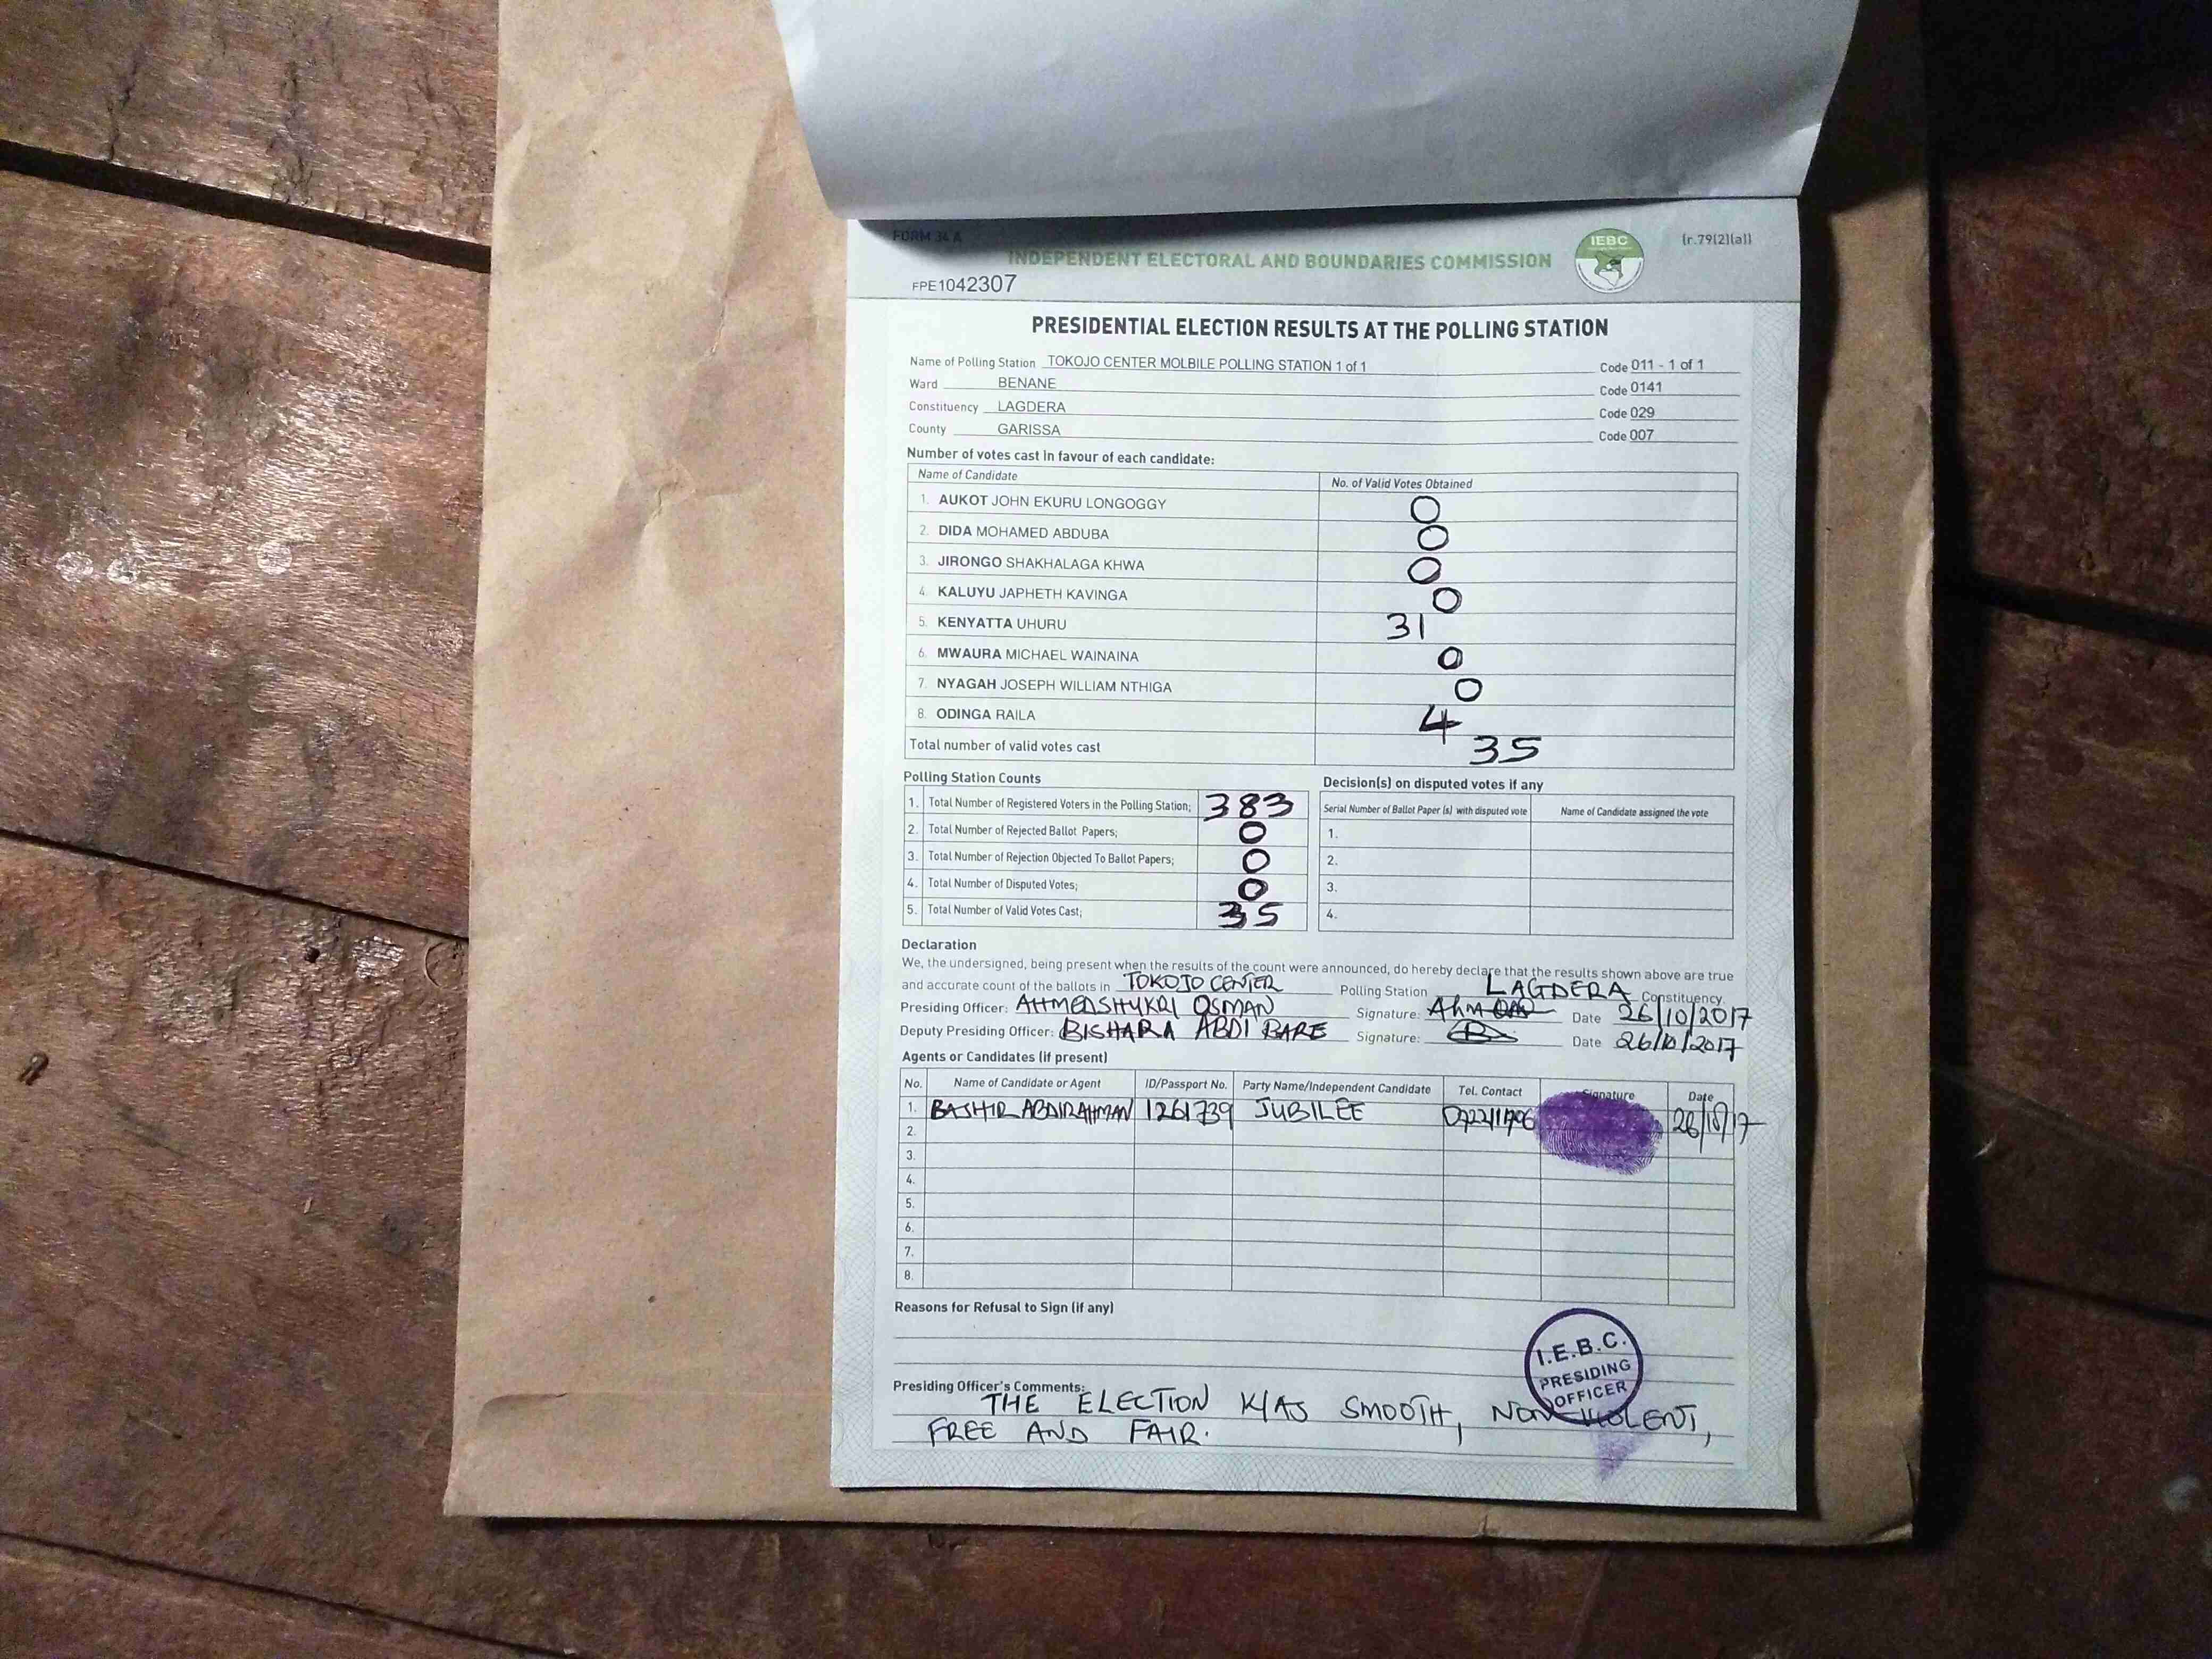 FORM 34 A
(r.79(2)(a))
IEBC
INDEPENDENT ELECTORAL AND BOUNDARIES COMMISSION
FPE1042307
PRESIDENTIAL ELECTION RESULTS AT THE POLLING STATION
Name of Polling Station TOKOJO CENTER MOLBILE POLLING STATION 1 of 1 Code 011 - 1 of 1
Ward BENANE Code 0141
Constituency LAGDERA Code 029
County GARISSA Code 007
Number of votes cast in favour of each candidate:
Name of Candidate No. of Valid Votes Obtained
1. AUKOT JOHN EKURU LONGOGGY 0
2. DIDA MOHAMED ABDUBA 0
3. JIRONGO SHAKHALAGA KHWA 0
4. KALUYU JAPHETH KAVINGA 0
5. KENYATTA UHURU 31
6. MWAURA MICHAEL WAINAINA 0
7. NYAGAH JOSEPH WILLIAM NTHIGA 0
8. ODINGA RAILA 4
Total number of valid votes cast 35
Polling Station Counts
1. Total Number of Registered Voters in the Polling Station; 383
2. Total Number of Rejected Ballot Papers; 0
3. Total Number of Rejection Objected To Ballot Papers; 0
4. Total Number of Disputed Votes; 0
5. Total Number of Valid Votes Cast; 35
Decision(s) on disputed votes if any
Serial Number of Ballot Paper (s) with disputed vote Name of Candidate assigned the vote
1.
2.
3.
4.
Declaration
We, the undersigned, being present when the results of the count were announced, do hereby declare that the results shown above are true
and accurate count of the ballots in TOKOJO CENTER Polling Station LAGDERA Constituency.
Presiding Officer: AHMEDSHUKRI OSMAN Signature: Date 26/10/2017
Deputy Presiding Officer: BISHARA ABDI BARE Signature: Date 26/10/2017
Agents or Candidates (if present)
No. Name of Candidate or Agent ID/Passport No. Party Name/Independent Candidate Tel. Contact Signature Date
1. BASHIR ABDIRAHMAN 1261739 JUBILEE 26/10/17
2.
3.
4.
5.
6.
7.
8.
Reasons for Refusal to Sign (if any)
I.E.B.C.
PRESIDING
OFFICER
Presiding Officer's Comments:
THE ELECTION WAS SMOOTH, NON-VIOLENT,
FREE AND FAIR.